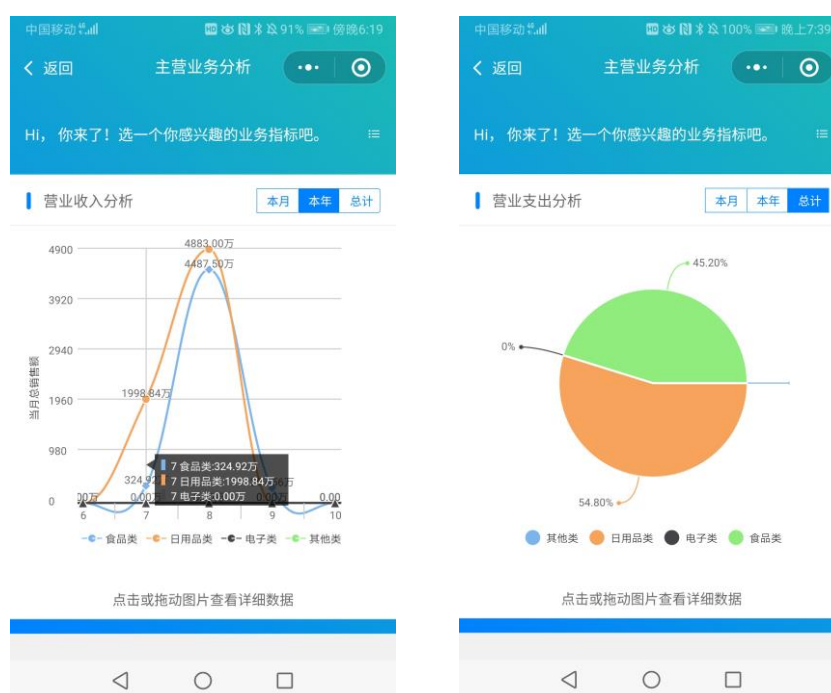 中国移动 HD 91% 傍晚6:19
返回 主营业务分析
Hi, 你来了！选一个你感兴趣的业务指标吧。
营业收入分析 本月 本年 总计
4900
3920
2940
1960
980
0
当月总销售额
4883.00万
4487.50万
1998.84万
7 食品类:324.92万
7 日用品类:1998.84万
7 电子类:0.00万
324.9
0.00
6 7 8 9 10
食品类 日用品类 电子类 其他类
点击或拖动图片查看详细数据
中国移动 HD 100% 晚上7:39
返回 主营业务分析
Hi, 你来了！选一个你感兴趣的业务指标吧。
营业支出分析 本月 本年 总计
45.20%
0%
54.80%
其他类 日用品类 电子类 食品类
点击或拖动图片查看详细数据